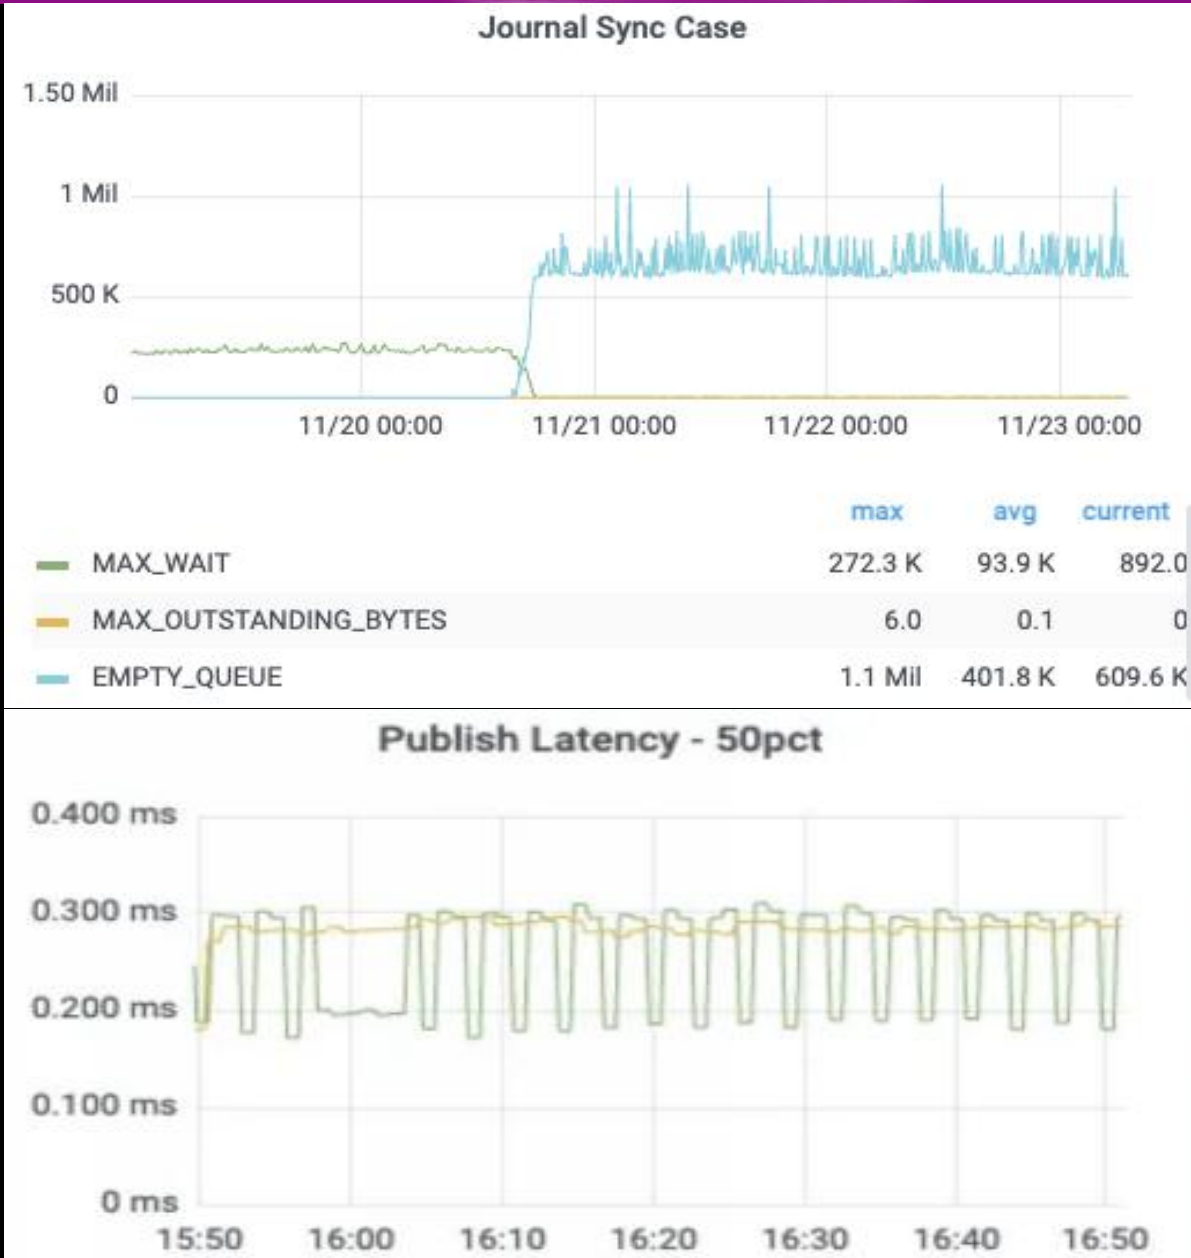 Journal Sync Case
1.50 Mil
1 Mil
500 K
0
11/20 00:00 11/21 00:00 11/22 00:00 11/23 00:00
max avg current
MAX_WAIT 272.3 K 93.9 K 892.0
MAX_OUTSTANDING_BYTES 6.0 0.1 0
EMPTY_QUEUE 1.1 Mil 401.8 K 609.6 K
Publish Latency - 50pct
0.400 ms
0.300 ms
0.200 ms
0.100 ms
0 ms
15:50 16:00 16:10 16:20 16:30 16:40 16:50